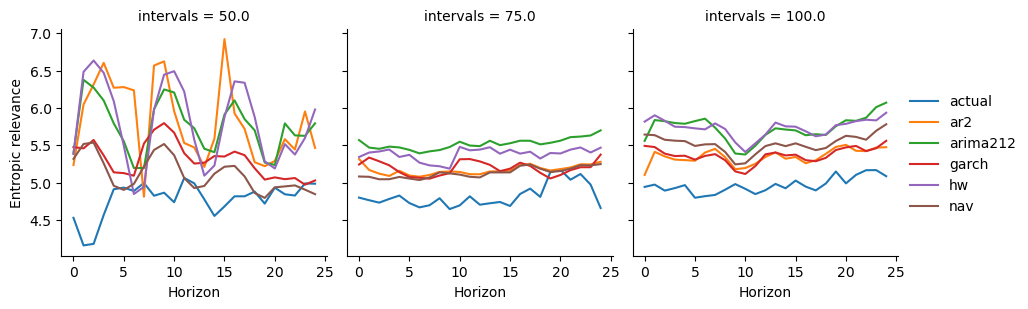 intervals = 50.0
intervals = 75.0
intervals = 100.0
Entropic relevance
7.0
6.5
6.0
5.5
5.0
4.5
0 5 10 15 20 25
0 5 10 15 20 25
0 5 10 15 20 25
Horizon
Horizon
Horizon
actual
ar2
arima212
garch
hw
nav